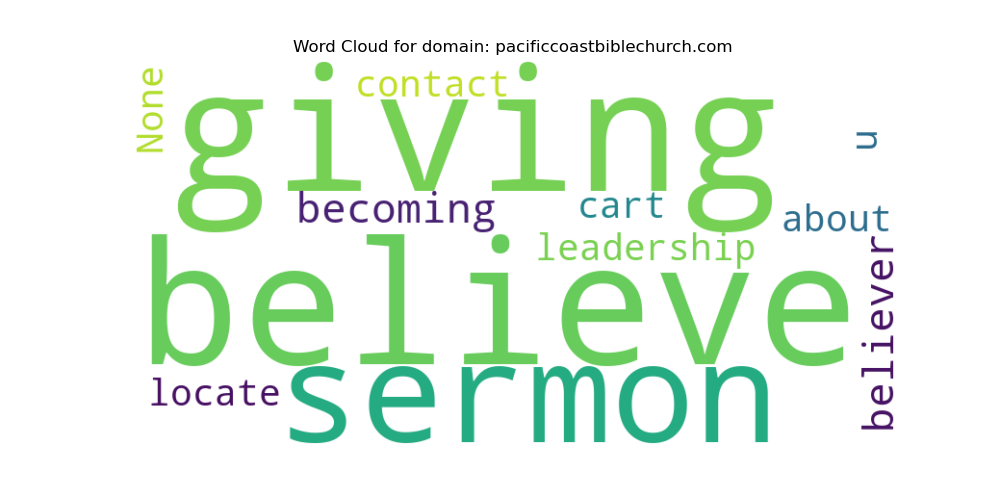 Word Cloud for domain: pacificcoastbiblechurch.com
None
contact
giving
u
becoming
cart
about
leadership
believe
believer
locate
sermon